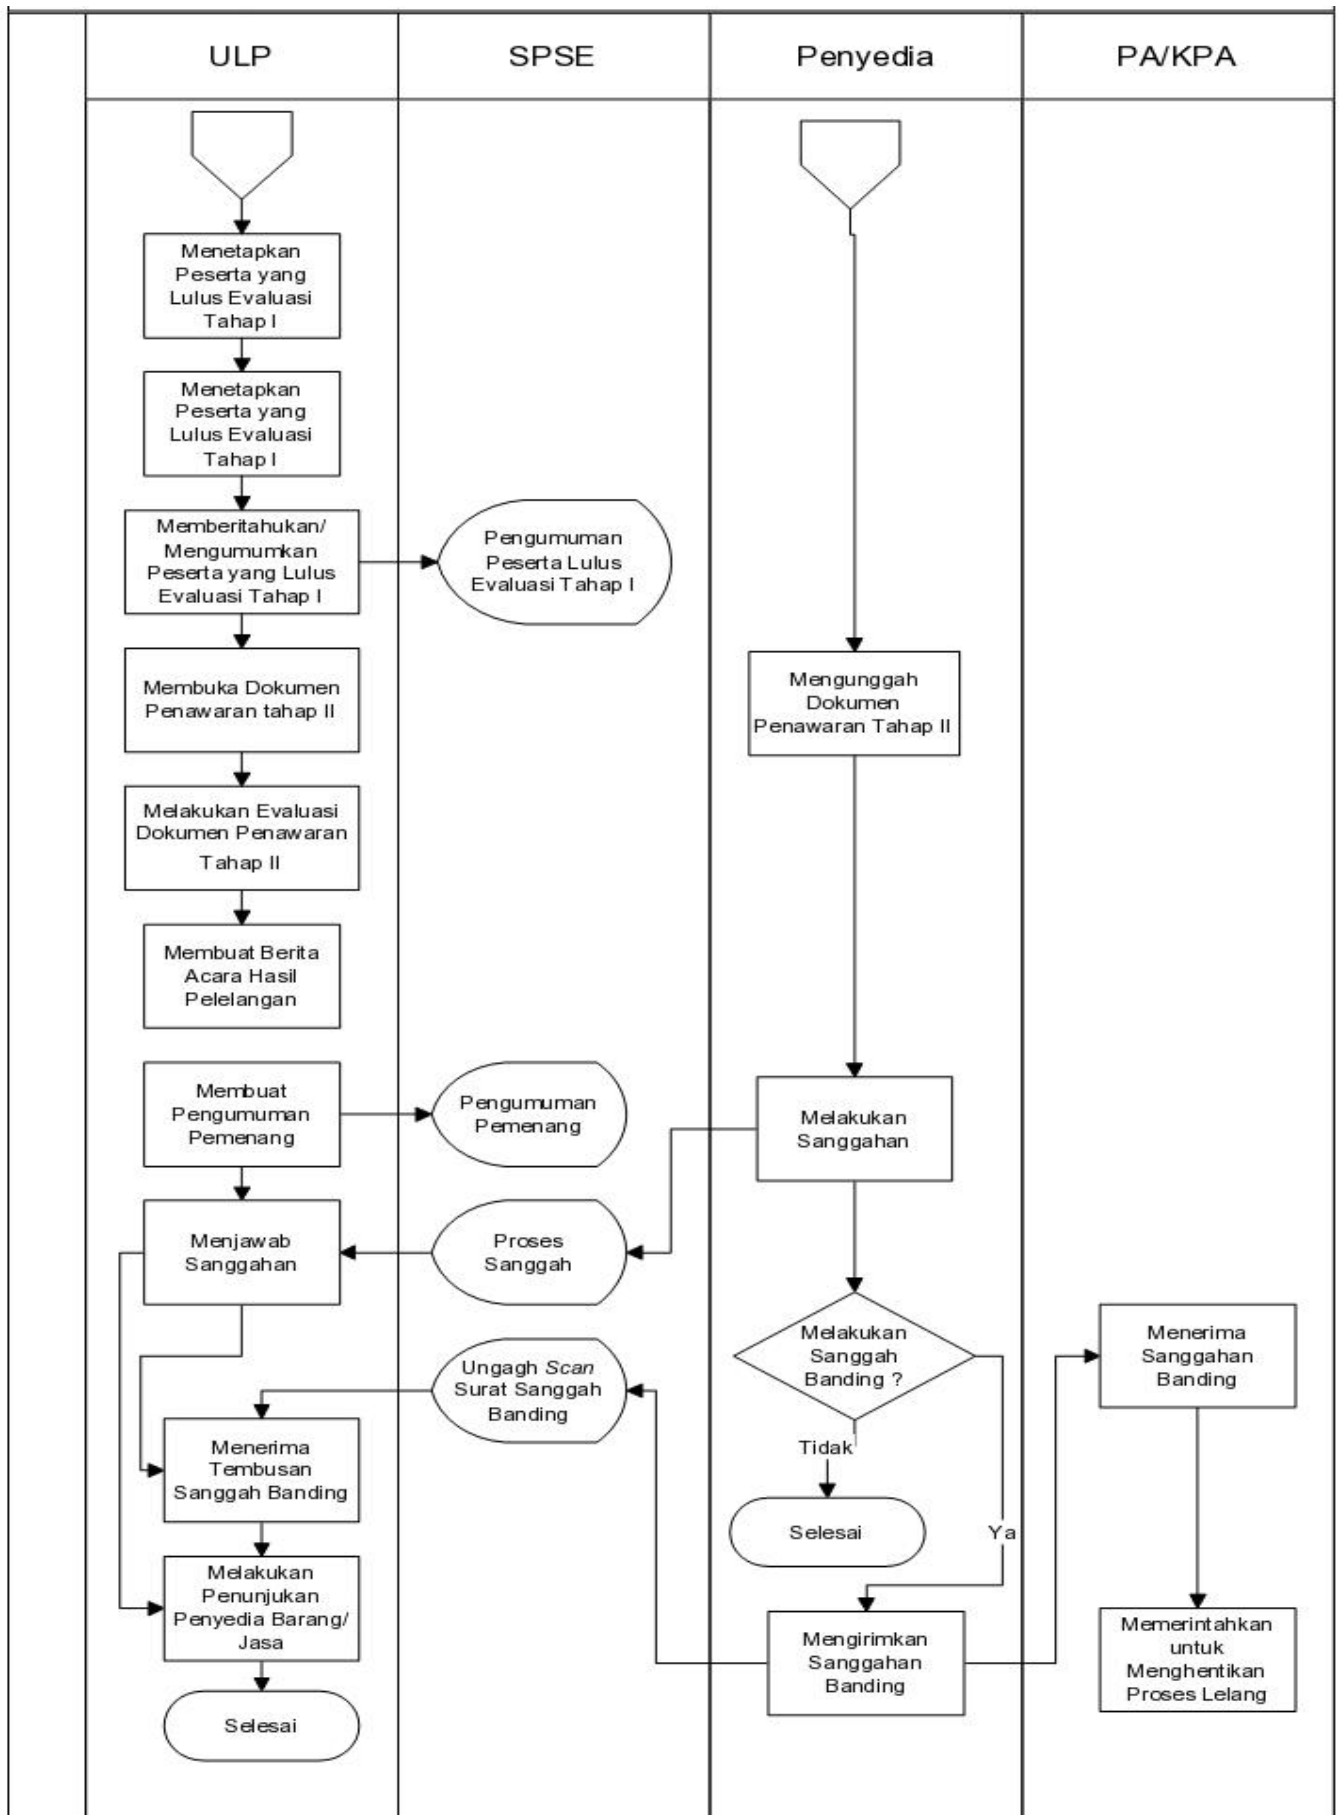 ULP
SPSE
Penyedia
PA/KPA
Menetapkan
Peserta yang
Lulus Evaluasi
Tahap I
Menetapkan
Peserta yang
Lulus Evaluasi
Tahap I
Memberitahukan/
Mengumumkan
Peserta yang Lulus
Evaluasi Tahap I
Pengumuman
Peserta Lulus
Evaluasi Tahap I
Membuka Dokumen
Penawaran tahap II
Mengunggah
Dokumen
Penawaran Tahap II
Melakukan Evaluasi
Dokumen Penawaran
Tahap II
Membuat Berita
Acara Hasil
Pelelangan
Membuat
Pengumuman
Pemenang
Pengumuman
Pemenang
Melakukan
Sanggahan
Menjawab
Sanggahan
Proses
Sanggah
Melakukan
Sanggah
Banding ?
Menerima
Sanggahan
Banding
Ungagh Scan
Surat Sanggah
Banding
Menerima
Tembusan
Sanggah Banding
Tidak
Selesai
Ya
Melakukan
Penunjukan
Penyedia Barang/
Jasa
Mengirimkan
Sanggahan
Banding
Memerintahkan
untuk
Menghentikan
Proses Lelang
Selesai